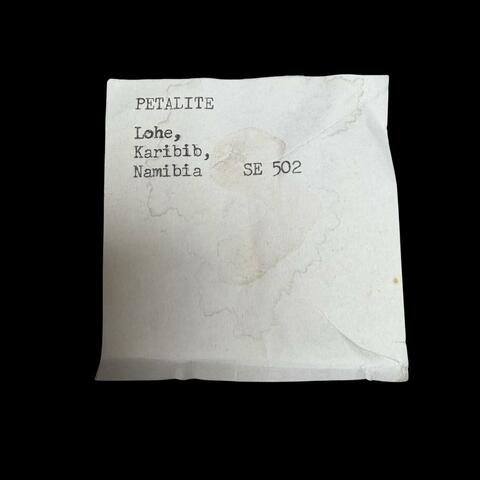 PETALITE
Lohe,
Karibib,
Namibia SE 502